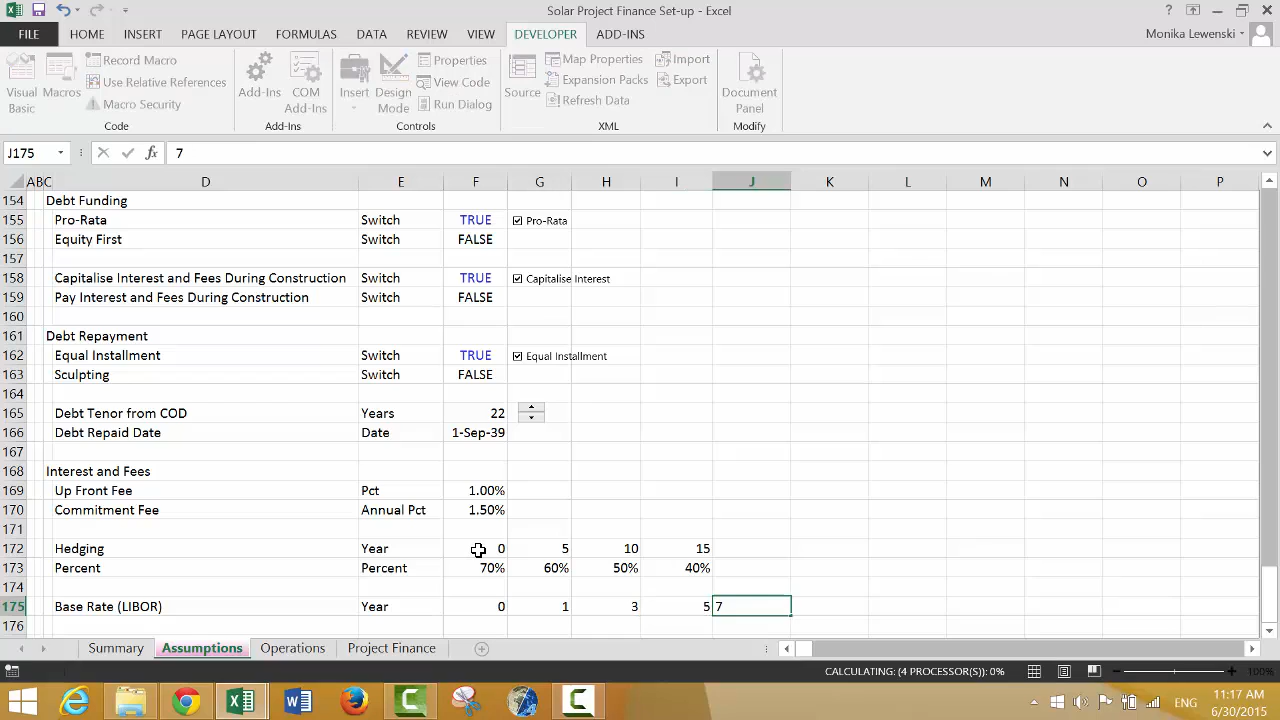 Solar Project Finance Set-up - Excel
FILE HOME INSERT PAGE LAYOUT FORMULAS DATA REVIEW VIEW DEVELOPER ADD-INS Monika Lewenski
Visual Basic Macros Record Macro Use Relative References Macro Security
Add-Ins COM Add-Ins
Insert Design Mode Properties View Code Run Dialog
Source Map Properties Expansion Packs Refresh Data Import Export
Document Panel
Code Add-Ins Controls XML Modify
J175 fx 7
A B C D E F G H I J K L M N O P
154 Debt Funding
155 Pro-Rata Switch TRUE Pro-Rata
156 Equity First Switch FALSE
157
158 Capitalise Interest and Fees During Construction Switch TRUE Capitalise Interest
159 Pay Interest and Fees During Construction Switch FALSE
160
161 Debt Repayment
162 Equal Installment Switch TRUE Equal Installment
163 Sculpting Switch FALSE
164
165 Debt Tenor from COD Years 22
166 Debt Repaid Date Date 1-Sep-39
167
168 Interest and Fees
169 Up Front Fee Pct 1.00%
170 Commitment Fee Annual Pct 1.50%
171
172 Hedging Year 0 5 10 15
173 Percent Percent 70% 60% 50% 40%
174
175 Base Rate (LIBOR) Year 0 1 3 5 7
176
Summary Assumptions Operations Project Finance
CALCULATING: (4 PROCESSOR(S)): 0% 100%
ENG 11:17 AM
6/30/2015